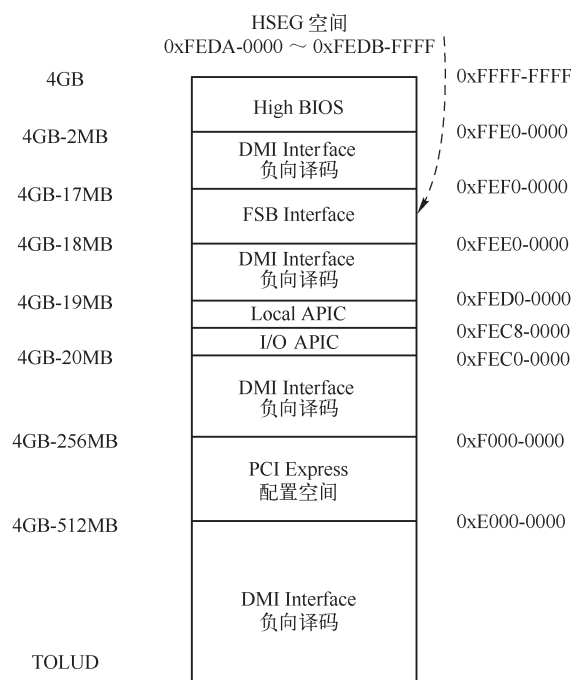 HSEG 空间
0xFEDA-0000 ～ 0xFEDB-FFFF
4GB
0xFFFF-FFFF
High BIOS
4GB-2MB
0xFFE0-0000
DMI Interface
负向译码
4GB-17MB
0xFEF0-0000
FSB Interface
4GB-18MB
0xFEE0-0000
DMI Interface
负向译码
4GB-19MB
0xFED0-0000
Local APIC
0xFEC8-0000
I/O APIC
4GB-20MB
0xFEC0-0000
DMI Interface
负向译码
4GB-256MB
0xF000-0000
PCI Express
配置空间
4GB-512MB
0xE000-0000
DMI Interface
负向译码
TOLUD